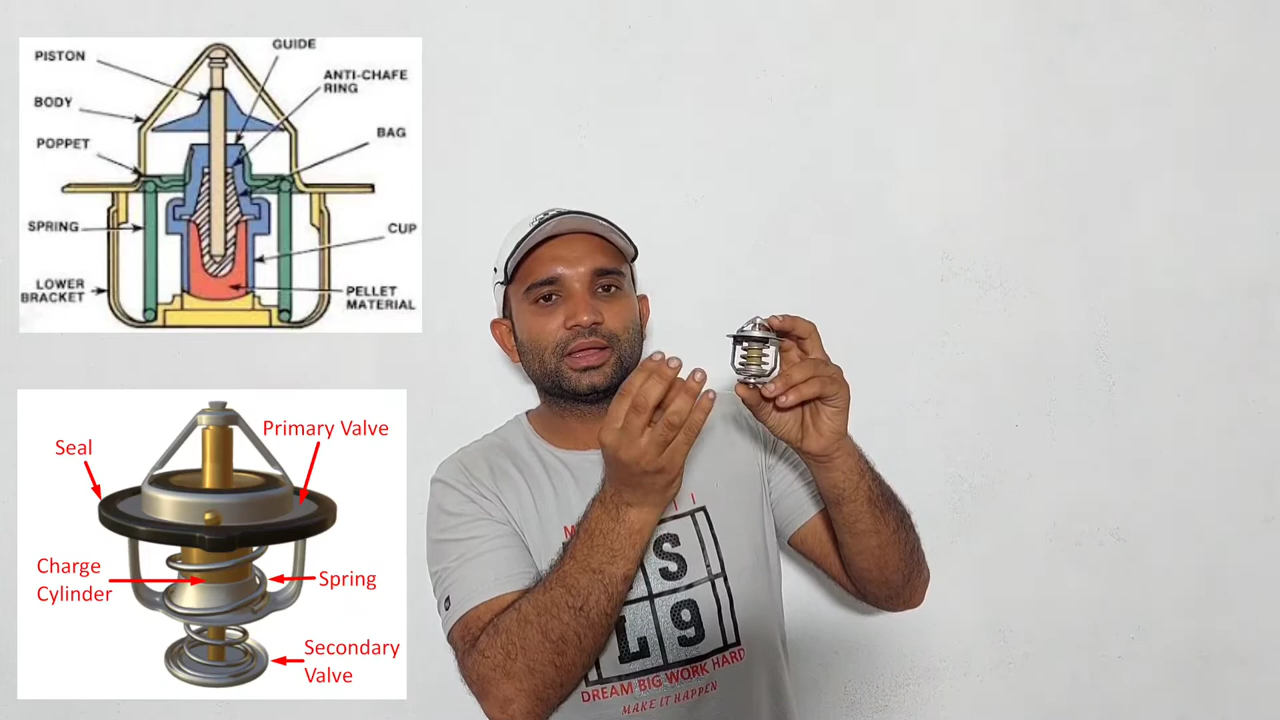 GUIDE
PISTON
ANTI-CHAFE
RING
BODY
BAG
POPPET
SPRING
CUP
LOWER
BRACKET
PELLET
MATERIAL
Primary Valve
Seal
Charge
Cylinder
Spring
Secondary
Valve
S
L 9
DREAM BIG WORK HARD
MAKE IT HAPPEN